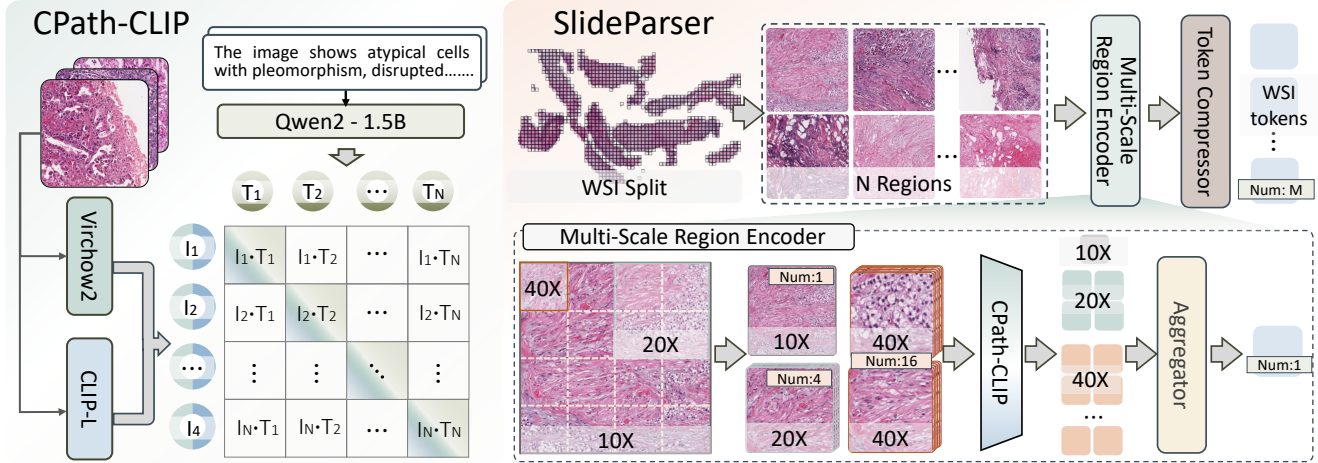 CPath-CLIP
The image shows atypical cells
with pleomorphism, disrupted.......
Qwen2 - 1.5B
T1 T2 ... TN
Virchow2
CLIP-L
I1 I1·T1 I1·T2 ... I1·TN
I2 I2·T1 I2·T2 ... I2·TN
... ⋮ ⋮ ⋱ ⋮
I4 IN·T1 IN·T2 ... IN·TN
SlideParser
WSI Split
...
...
N Regions
Multi-Scale
Region Encoder
Token Compressor
WSI
tokens
...
Num: M
Multi-Scale Region Encoder
40X
20X
10X
Num:1
10X
40X
Num:16
Num:4
20X
40X
CPath-CLIP
10X
20X
40X
...
Aggregator
Num:1